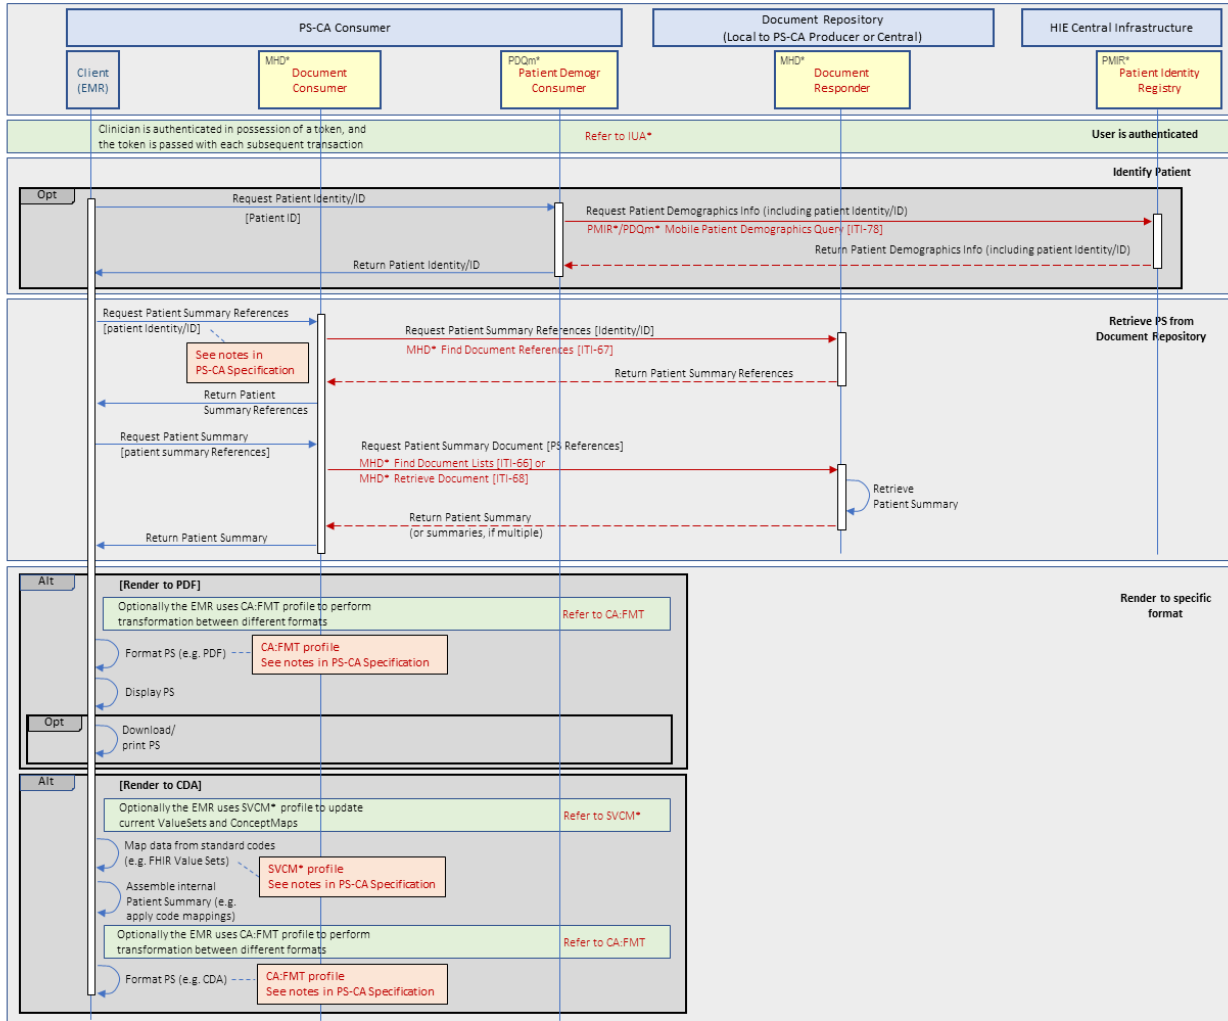 PS-CA Consumer
Document Repository
(Local to PS-CA Producer or Central)
HIE Central Infrastructure
Client
(EMR)
MHD*
Document
Consumer
PDQm*
Patient Demogr
Consumer
MHD*
Document
Responder
PMIR*
Patient Identity
Registry
Clinician is authenticated in possession of a token, and
the token is passed with each subsequent transaction
Refer to IUA*
User is authenticated
Identify Patient
Opt
Request Patient Identity/ID
[Patient ID]
Request Patient Demographics Info (including patient Identity/ID)
PMIR*/PDQm* Mobile Patient Demographics Query [ITI-78]
Return Patient Demographics Info (including patient Identity/ID)
Return Patient Identity/ID
Retrieve PS from
Document Repository
Request Patient Summary References
[patient Identity/ID]
See notes in
PS-CA Specification
Request Patient Summary References [Identity/ID]
MHD* Find Document References [ITI-67]
Return Patient Summary References
Return Patient
Summary References
Request Patient Summary
[patient summary References]
Request Patient Summary Document [PS References]
MHD* Find Document Lists [ITI-66] or
MHD* Retrieve Document [ITI-68]
Retrieve
Patient Summary
Return Patient Summary
(or summaries, if multiple)
Return Patient Summary
Render to specific
format
Alt
[Render to PDF]
Optionally the EMR uses CA:FMT profile to perform
transformation between different formats
Refer to CA:FMT
Format PS (e.g. PDF)
CA:FMT profile
See notes in PS-CA Specification
Display PS
Opt
Download/
print PS
Alt
[Render to CDA]
Optionally the EMR uses SVCM* profile to update
current ValueSets and ConceptMaps
Refer to SVCM*
Map data from standard codes
(e.g. FHIR Value Sets)
SVCM* profile
See notes in PS-CA Specification
Assemble internal
Patient Summary (e.g.
apply code mappings)
Optionally the EMR uses CA:FMT profile to perform
transformation between different formats
Refer to CA:FMT
Format PS (e.g. CDA)
CA:FMT profile
See notes in PS-CA Specification